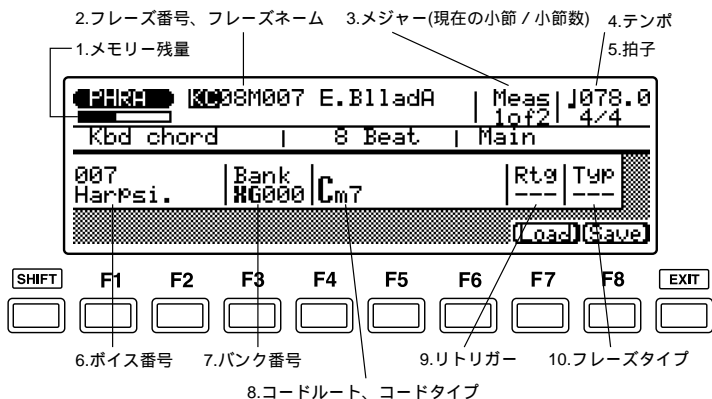 2.フレーズ番号、フレーズネーム
3.メジャー(現在の小節 / 小節数)
4.テンポ
1.メモリー残量
5.拍子
PHRA KC08M007 E.BlladA Meas ♩078.0
1of2 4/4
Kbd chord 8 Beat Main
007 Bank Rtg Typ
Harpsi. XG000 Cm7 --- ---
(Load) (Save)
SHIFT F1 F2 F3 F4 F5 F6 F7 F8 EXIT
6.ボイス番号
7.バンク番号
9.リトリガー
10.フレーズタイプ
8.コードルート、コードタイプ